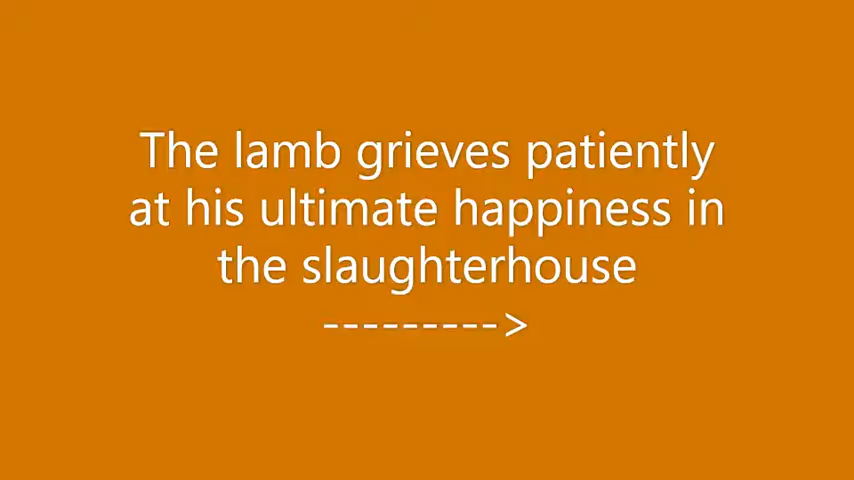 The lamb grieves patiently
at his ultimate happiness in
the slaughterhouse
--------->